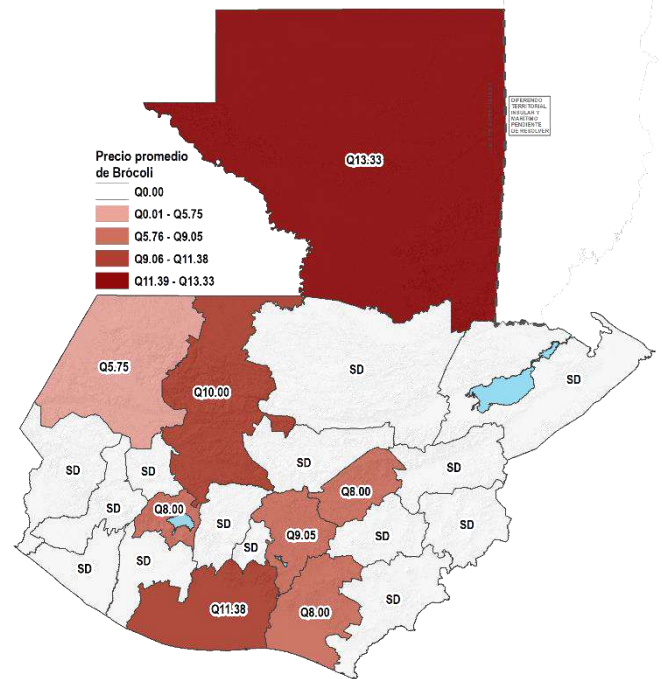 DIFERENDO
TERRITORIAL
INSULAR Y
MARÍTIMO
PENDIENTE
DE RESOLVER
Q13.33
Precio promedio
de Brócoli
Q0.00
Q0.01 - Q5.75
Q5.76 - Q9.05
Q9.06 - Q11.38
Q11.39 - Q13.33
SD
SD
Q5.75
Q10.00
SD
SD
SD
SD
Q8.00
SD
Q8.00
SD
SD
Q9.05
SD
SD
SD
SD
SD
Q11.38
Q8.00
SD